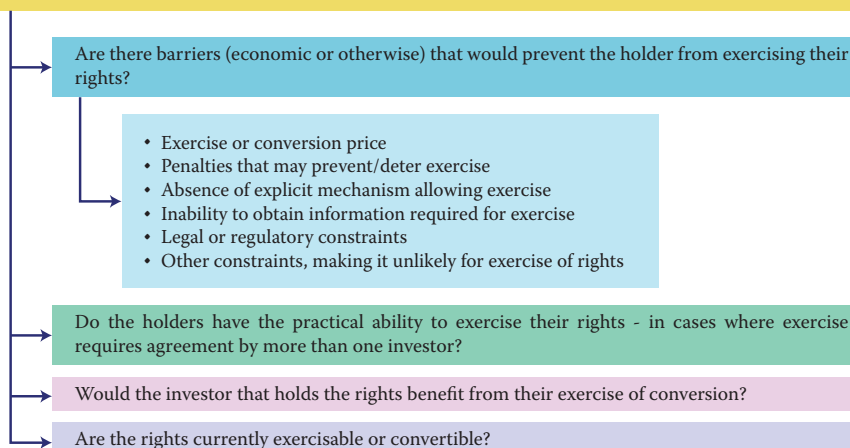 Are there barriers (economic or otherwise) that would prevent the holder from exercising their
rights?
• Exercise or conversion price
• Penalties that may prevent/deter exercise
• Absence of explicit mechanism allowing exercise
• Inability to obtain information required for exercise
• Legal or regulatory constraints
• Other constraints, making it unlikely for exercise of rights
Do the holders have the practical ability to exercise their rights - in cases where exercise
requires agreement by more than one investor?
Would the investor that holds the rights benefit from their exercise of conversion?
Are the rights currently exercisable or convertible?